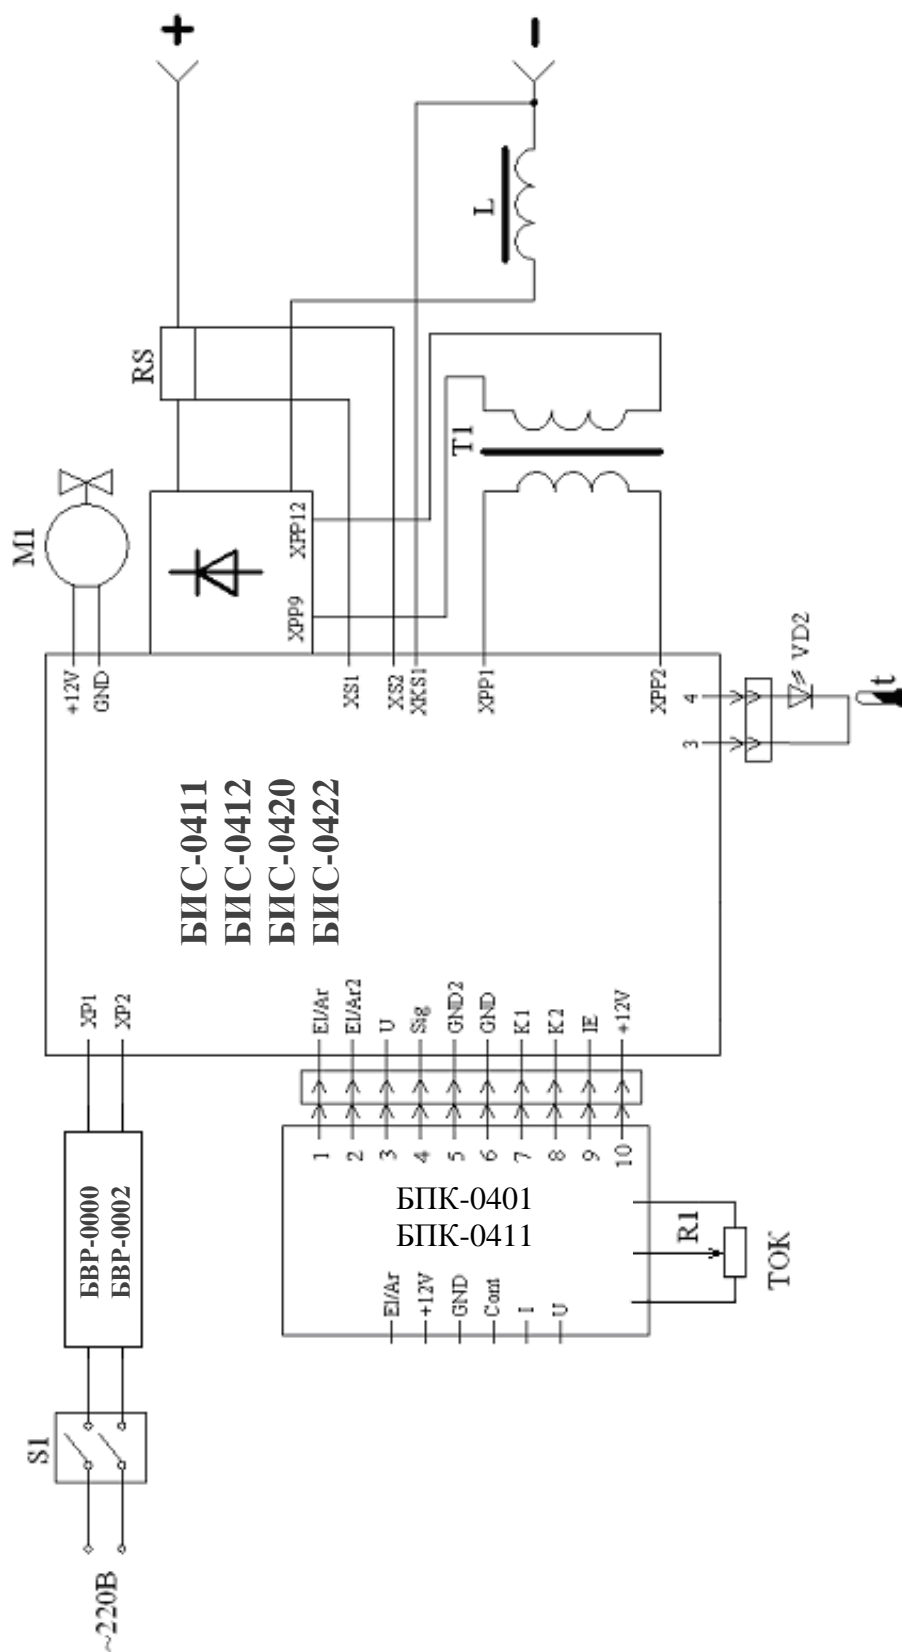 ~220В
S1
БВР-0000
БВР-0002
XP1
XP2
M1
+12V
GND
БИС-0411
БИС-0412
БИС-0420
БИС-0422
RS
+
-
L
T1
XPP9
XPP12
XS1
XS2
XKS1
XPP1
XPP2
3
4
VD2
t
El/Ar
El/Ar2
U
Sig
GND2
GND
K1
K2
IE
+12V
1
2
3
4
5
6
7
8
9
10
БПК-0401
БПК-0411
El/Ar
+12V
GND
Cont
I
U
R1
ТОК